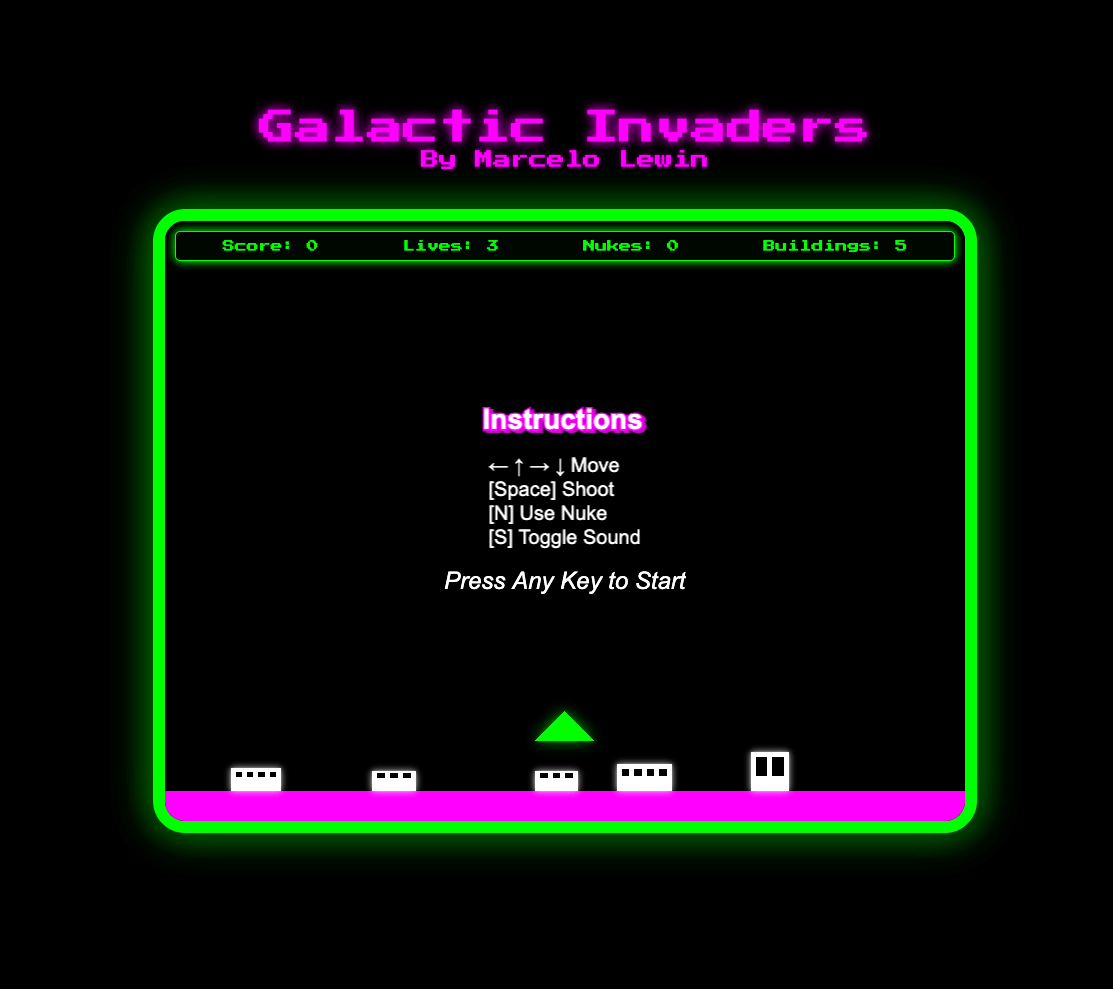 Galactic Invaders
By Marcelo Lewin
Score: 0 Lives: 3 Nukes: 0 Buildings: 5
Instructions
← ↑ → ↓ Move
[Space] Shoot
[N] Use Nuke
[S] Toggle Sound
Press Any Key to Start